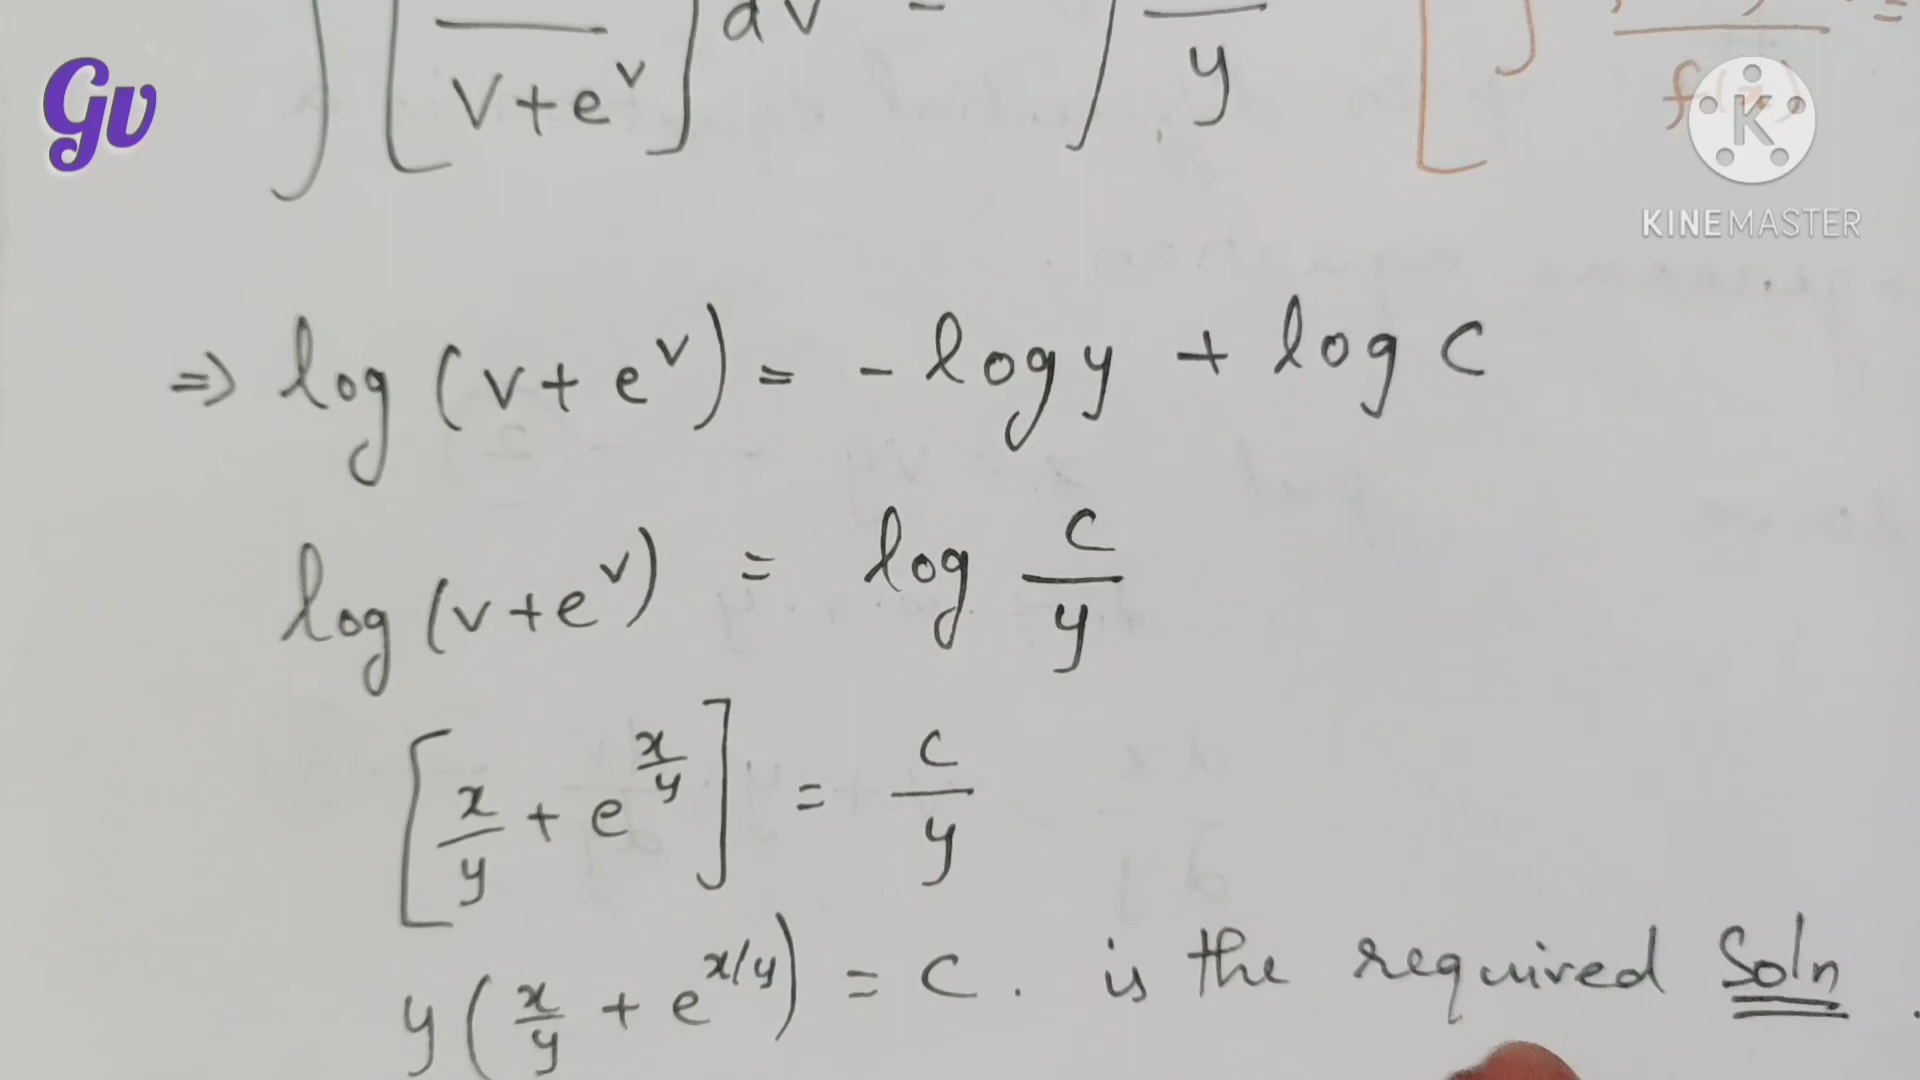 ∫ [ ‾/(v+e^v) ] dv = ∫ ‾/y [ ∫ ‾/f(x) =
Gv
K
KINEMASTER
⇒ log (v+e^v) = - log y + log c
log (v+e^v) = log c/y
[x/y + e^(x/y)] = c/y
y(x/y + e^(x/y)) = c. is the required Soln.